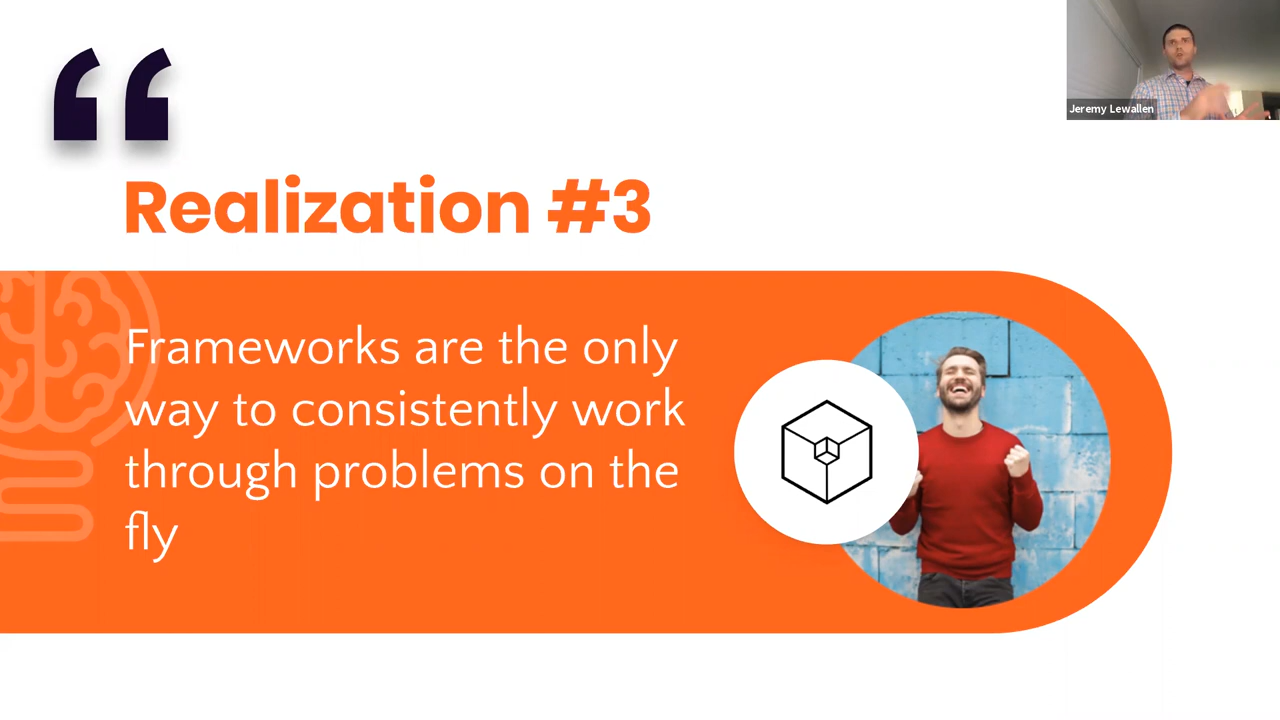 Jeremy Lewallen
Realization #3
Frameworks are the only
way to consistently work
through problems on the
fly